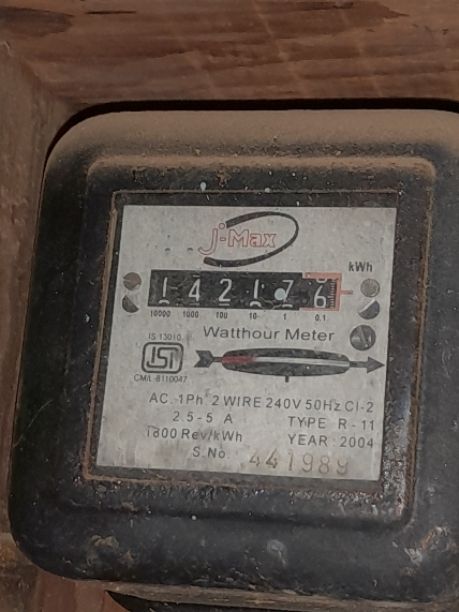 J-Max
kWh
1 4 2 1 7 6
10000 1000 100 10 1 0.1
Watthour Meter
IS 13010
ISI
CM/L-8110047
AC. 1Ph. 2 WIRE 240V 50Hz Cl-2
2.5-5 A TYPE R-11
1800 Rev/kWh YEAR 2004
S.No. 441989